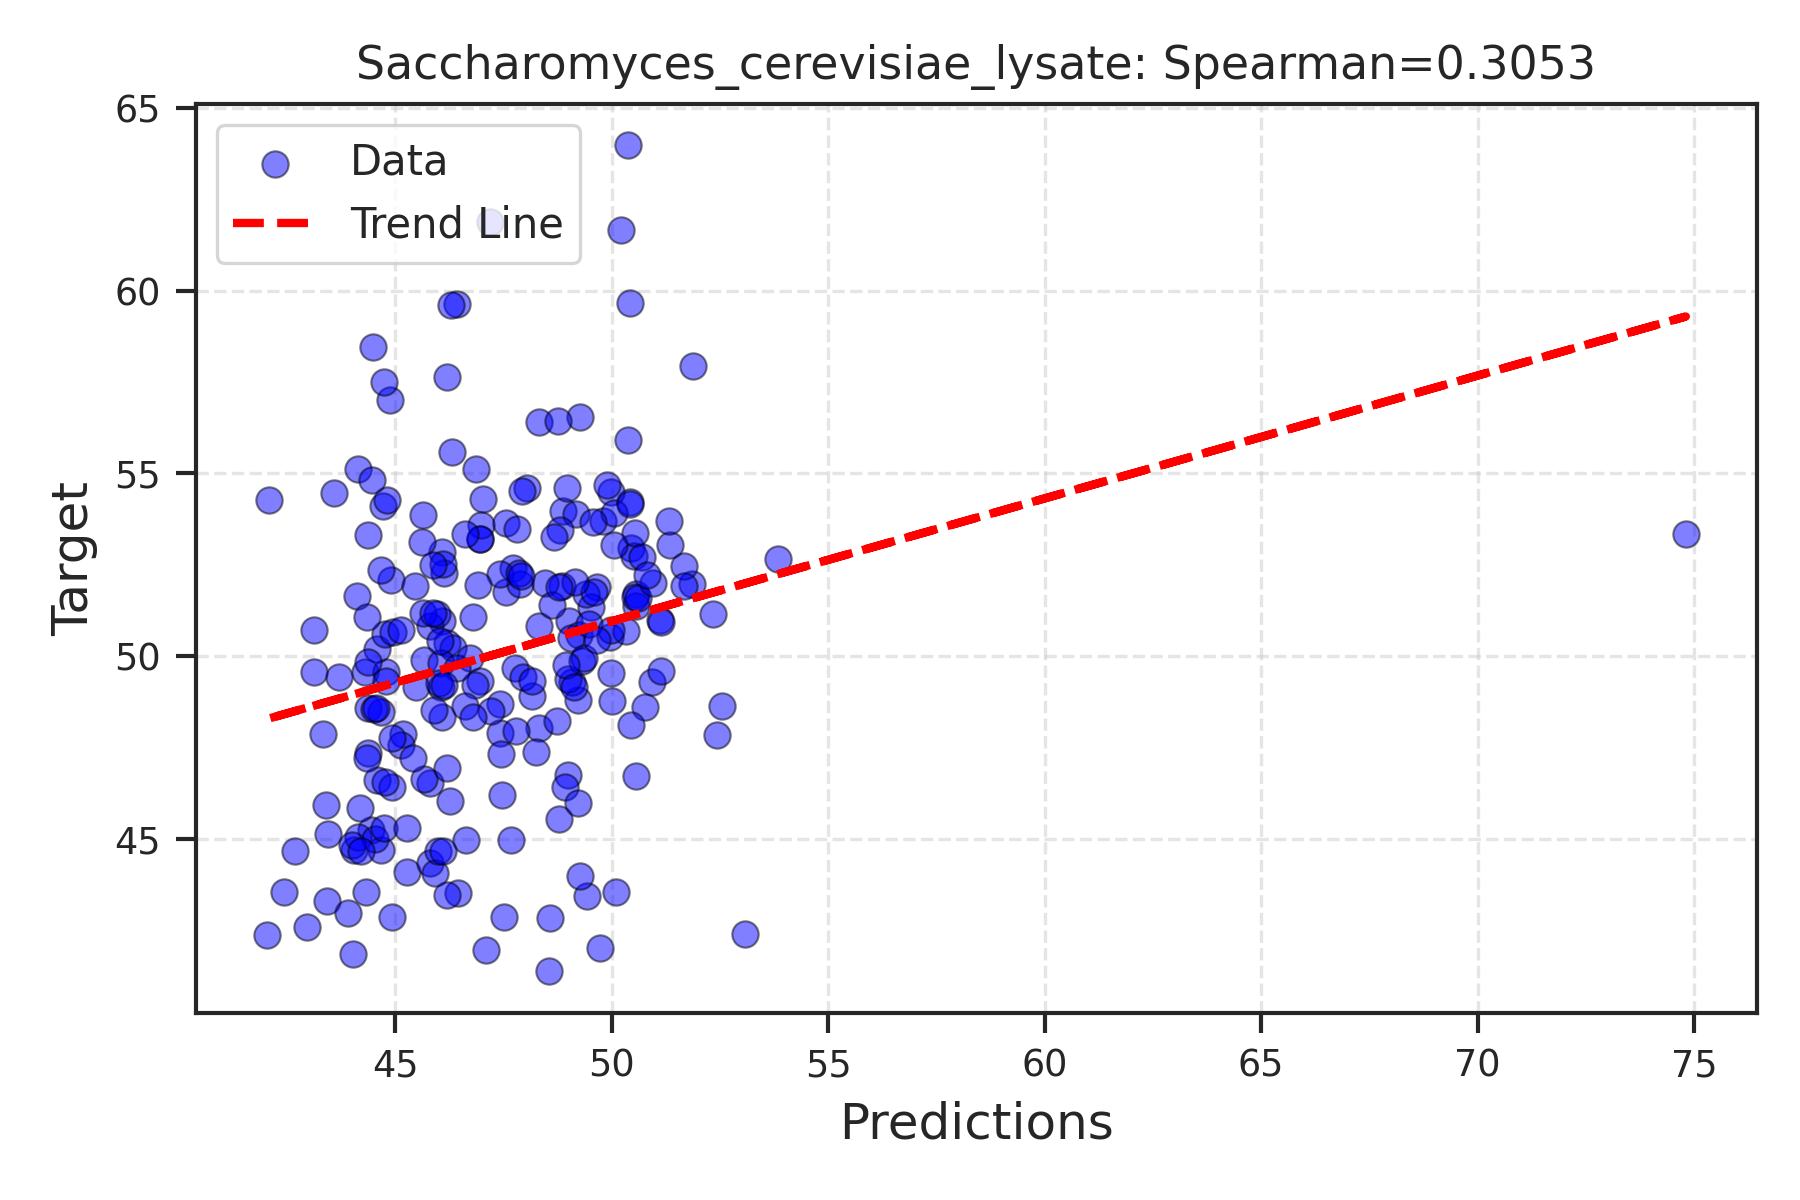 Saccharomyces_cerevisiae_lysate: Spearman=0.3053
Data
Trend Line
65
60
55
50
45
Target
45 50 55 60 65 70 75
Predictions